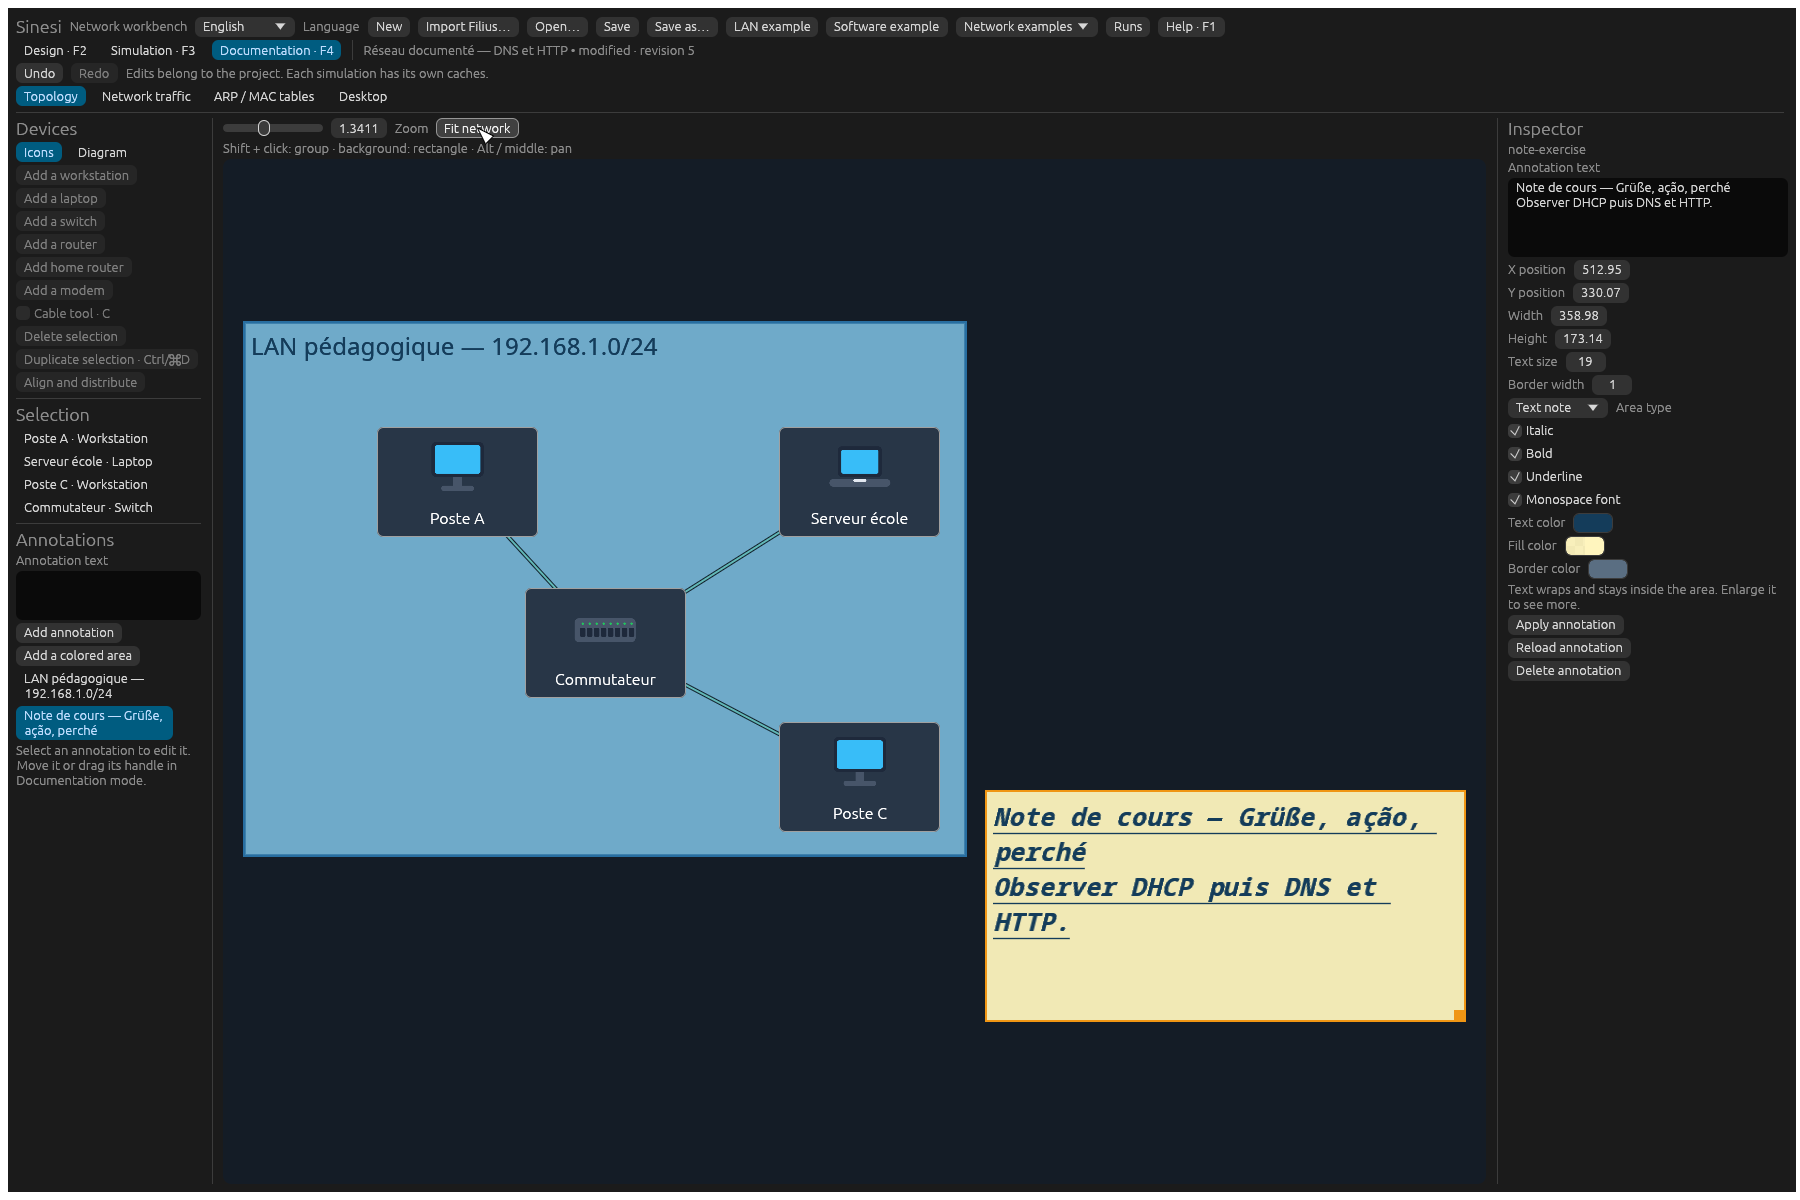 Sinesi Network workbench English Language New Import Filius… Open… Save Save as… LAN example Software example Network examples Runs Help · F1
Design · F2 Simulation · F3 Documentation · F4 Réseau documenté — DNS et HTTP • modified · revision 5
Undo Redo Edits belong to the project. Each simulation has its own caches.
Topology Network traffic ARP / MAC tables Desktop
Devices
Icons Diagram
Add a workstation
Add a laptop
Add a switch
Add a router
Add home router
Add a modem
Cable tool · C
Delete selection
Duplicate selection · Ctrl/⌘D
Align and distribute
Selection
Poste A · Workstation
Serveur école · Laptop
Poste C · Workstation
Commutateur · Switch
Annotations
Annotation text
Add annotation
Add a colored area
LAN pédagogique —
192.168.1.0/24
Note de cours — Grüße,
ação, perché
Select an annotation to edit it.
Move it or drag its handle in
Documentation mode.
1.3411 Zoom Fit network
Shift + click: group · background: rectangle · Alt / middle: pan
LAN pédagogique — 192.168.1.0/24
Poste A
Serveur école
Commutateur
Poste C
Note de cours — Grüße, ação,
perché
Observer DHCP puis DNS et
HTTP.
Inspector
note-exercise
Annotation text
Note de cours — Grüße, ação, perché
Observer DHCP puis DNS et HTTP.
X position 512.95
Y position 330.07
Width 358.98
Height 173.14
Text size 19
Border width 1
Text note Area type
Italic
Bold
Underline
Monospace font
Text color
Fill color
Border color
Text wraps and stays inside the area. Enlarge it
to see more.
Apply annotation
Reload annotation
Delete annotation